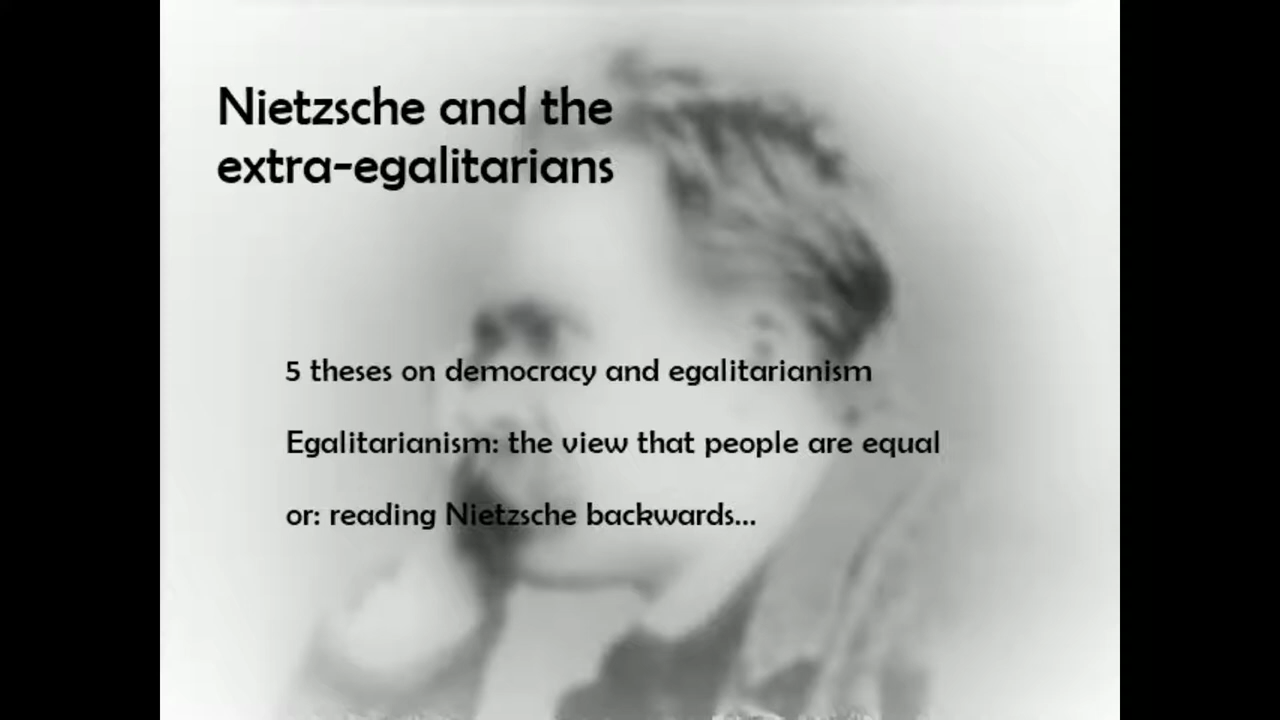 Nietzsche and the
extra-egalitarians
5 theses on democracy and egalitarianism
Egalitarianism: the view that people are equal
or: reading Nietzsche backwards...